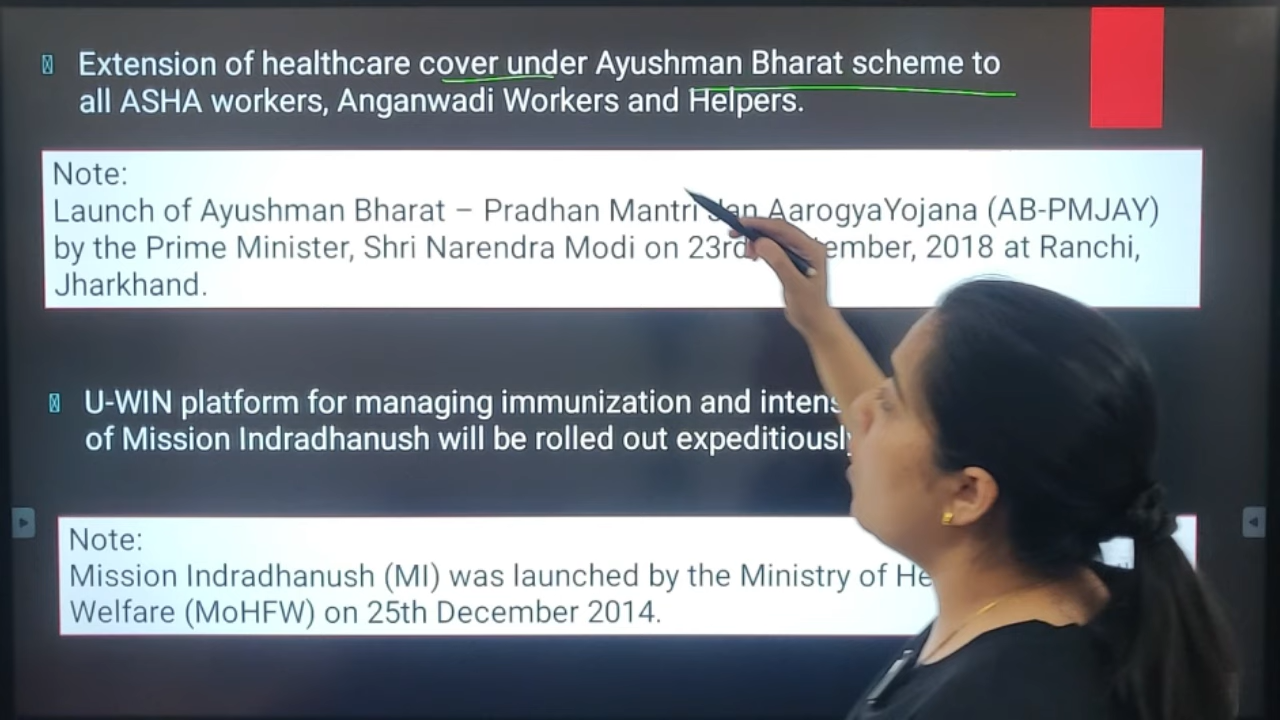 Extension of healthcare cover under Ayushman Bharat scheme to
all ASHA workers, Anganwadi Workers and Helpers.
Note:
Launch of Ayushman Bharat – Pradhan Mantri Jan AarogyaYojana (AB-PMJAY)
by the Prime Minister, Shri Narendra Modi on 23rd 2018 at Ranchi,
Jharkhand.
U-WIN platform for managing immunization and
of Mission Indradhanush will be rolled out expeditiously
Note:
Mission Indradhanush (MI) was launched by the Ministry of
Welfare (MoHFW) on 25th December 2014.